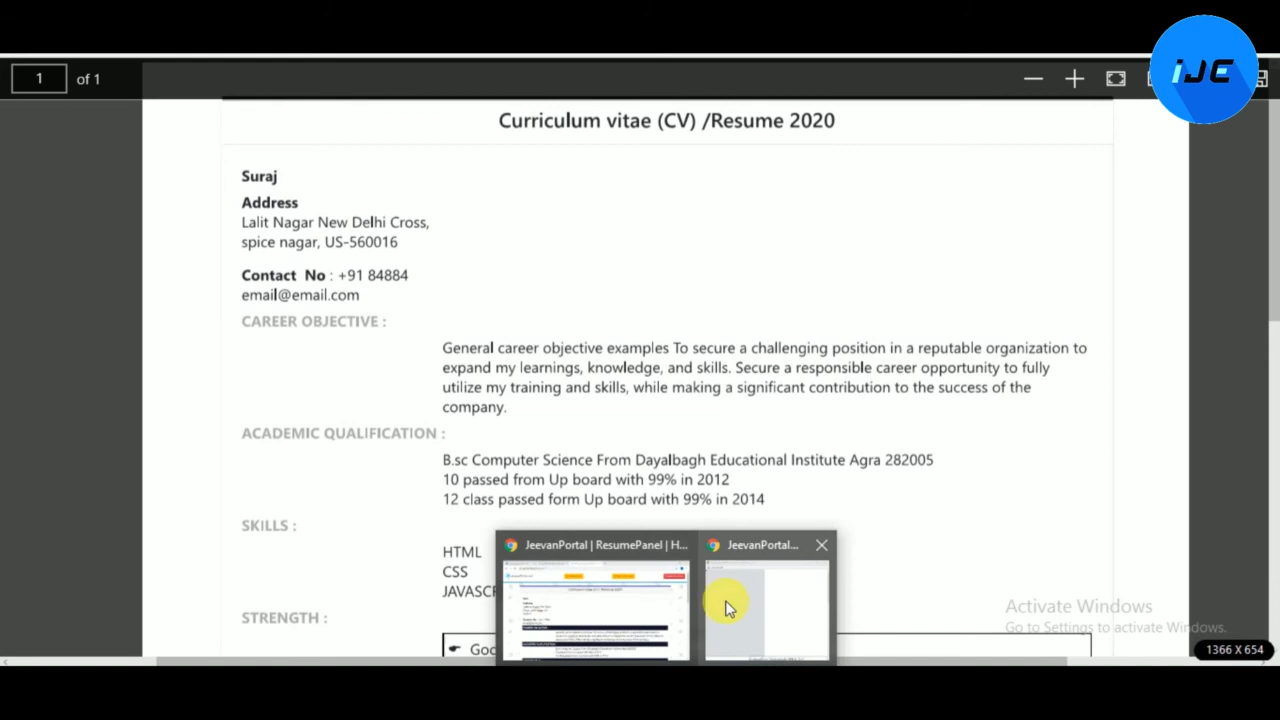 iJC
1 of 1
Curriculum vitae (CV) /Resume 2020
Suraj
Address
Lalit Nagar New Delhi Cross,
spice nagar, US-560016
Contact No : +91 84884
email@email.com
CAREER OBJECTIVE :
General career objective examples To secure a challenging position in a reputable organization to
expand my learnings, knowledge, and skills. Secure a responsible career opportunity to fully
utilize my training and skills, while making a significant contribution to the success of the
company.
ACADEMIC QUALIFICATION :
B.sc Computer Science From Dayalbagh Educational Institute Agra 282005
10 passed from Up board with 99% in 2012
12 class passed form Up board with 99% in 2014
SKILLS :
HTML
CSS
JAVASC
STRENGTH :
Goo
JeevanPortal | ResumePanel | H...
JeevanPortal...
Activate Windows
Go to Settings to activate Windows.
1366 X 654